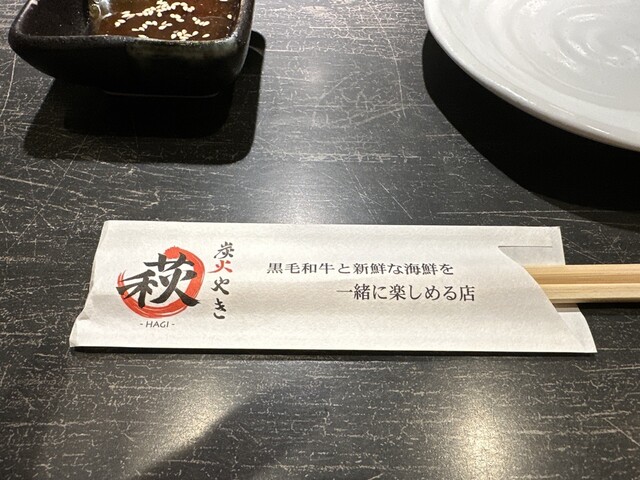 炭火やき
萩
- HAGI -
黒毛和牛と新鮮な海鮮を
一緒に楽しめる店